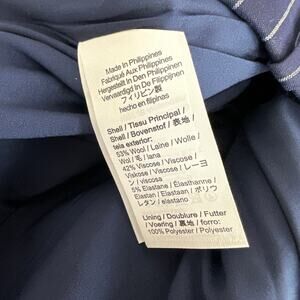 Made In Philippines
Fabriqué Aux Philippines
Hergestellt In Den Philippinen
Vervaardigd In De Filippijnen
フィリピン製
hecho en filipinas
Shell / Tissu Principal /
Shell / Bovenstof / 表地 /
tela exterior:
53% Wool / Laine / Wolle /
Wol / 毛 / lana
42% Viscose / Viscose /
Viskose / Viscose / レーヨ
ン / viscosa
5% Elastane / Élasthanne /
Elastan / Elastaan / ポリウ
レタン / elastano
Lining / Doublure / Futter
/ Voering / 裏地 / forro:
100% Polyester / Polyester